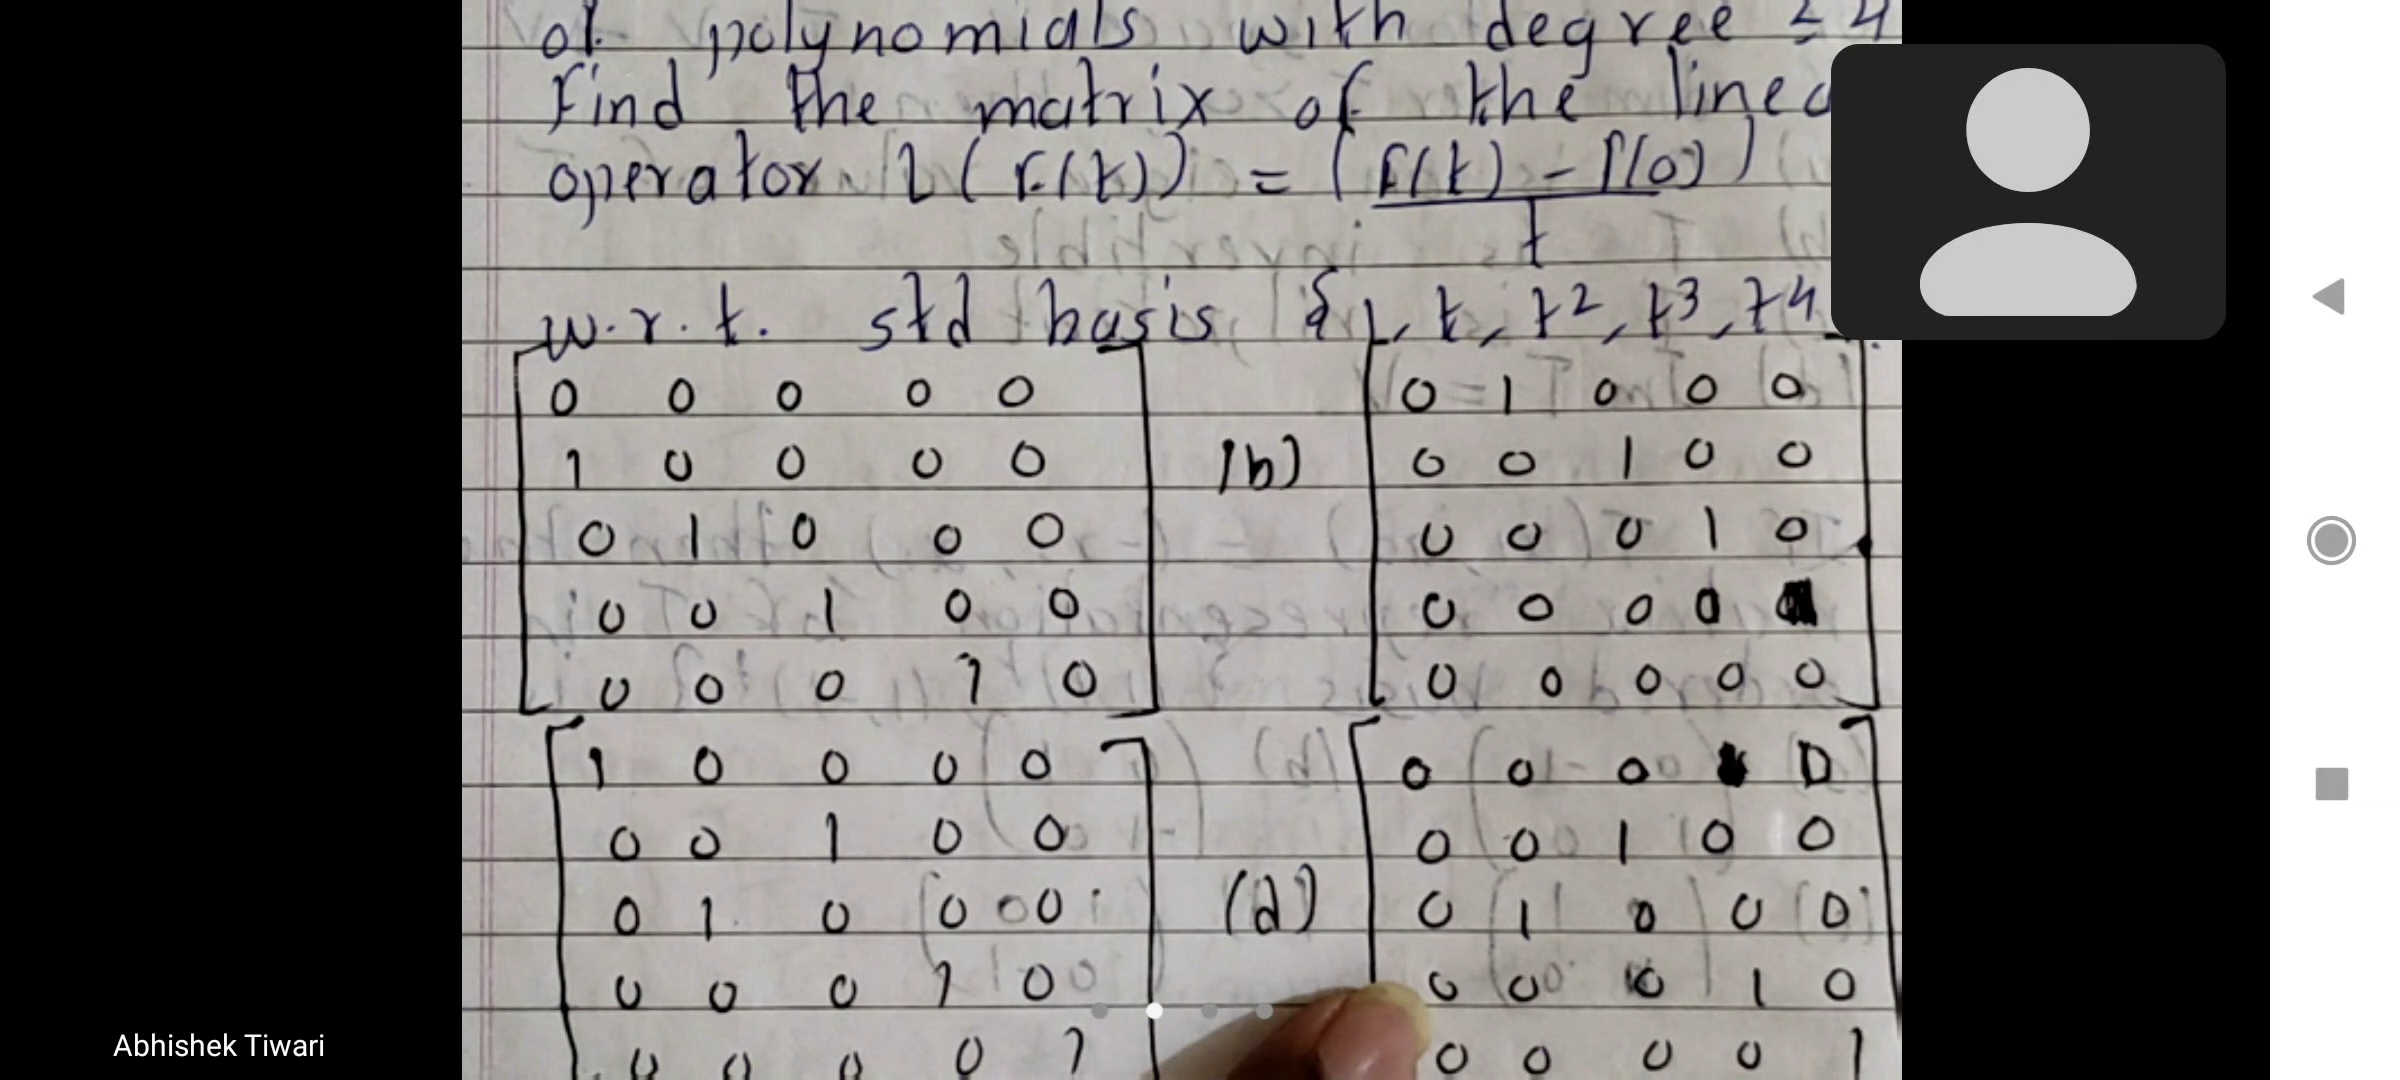 of polynomials with degree ≤ 4
Find the matrix of the linea
operator L(f(t)) = (f(t) - f(0))
t
w.r.t. std basis {1, t, t2, t3, t4
0 0 0 0 0
1 0 0 0 0
0 1 0 0 0
0 0 1 0 0
0 0 0 1 0
(b)
0 1 0 0 0
0 0 1 0 0
0 0 0 1 0
0 0 0 0
0 0 0 0 0
1 0 0 0 0
0 0 1 0 0
0 1 0 0 0
0 0 0 1 0
0 0 0 0 1
(d)
0 0 0 0
0 0 1 0 0
0 1 0 0 0
0 0 0 1 0
0 0 0 0 1
Abhishek Tiwari